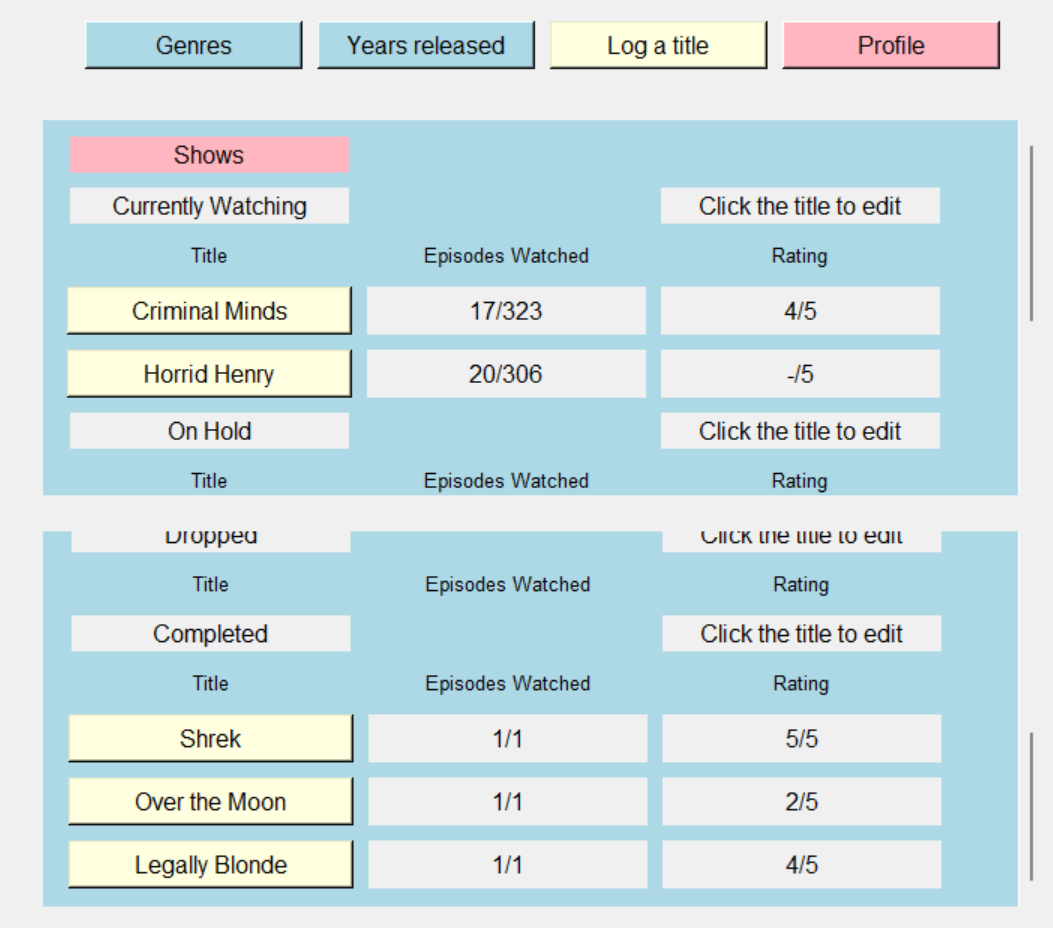 Genres Years released Log a title Profile
Shows
Currently Watching Click the title to edit
Title Episodes Watched Rating
Criminal Minds 17/323 4/5
Horrid Henry 20/306 -/5
On Hold Click the title to edit
Title Episodes Watched Rating
Dropped Click the title to edit
Title Episodes Watched Rating
Completed Click the title to edit
Title Episodes Watched Rating
Shrek 1/1 5/5
Over the Moon 1/1 2/5
Legally Blonde 1/1 4/5